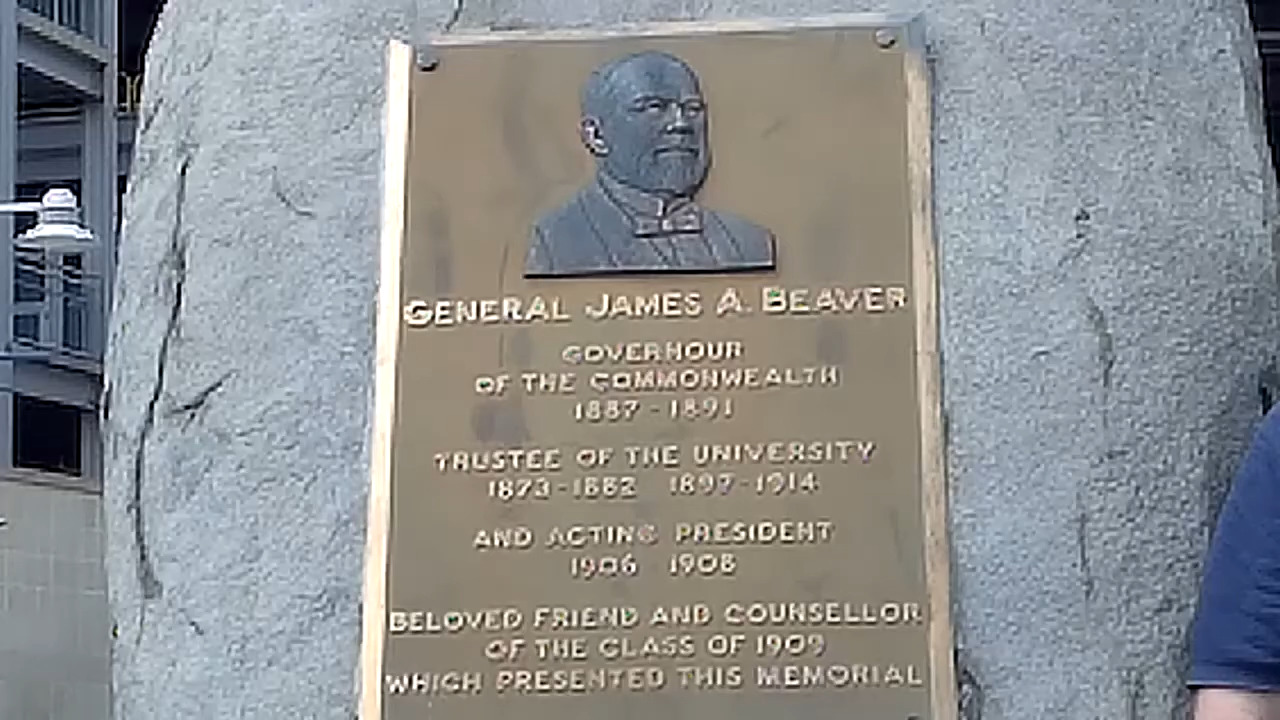 GENERAL JAMES A. BEAVER
GOVERNOUR
OF THE COMMONWEALTH
1887 - 1891
TRUSTEE OF THE UNIVERSITY
1873 - 1882 1897 - 1914
AND ACTING PRESIDENT
1906 1908
BELOVED FRIEND AND COUNSELLOR
OF THE CLASS OF 1909
WHICH PRESENTED THIS MEMORIAL